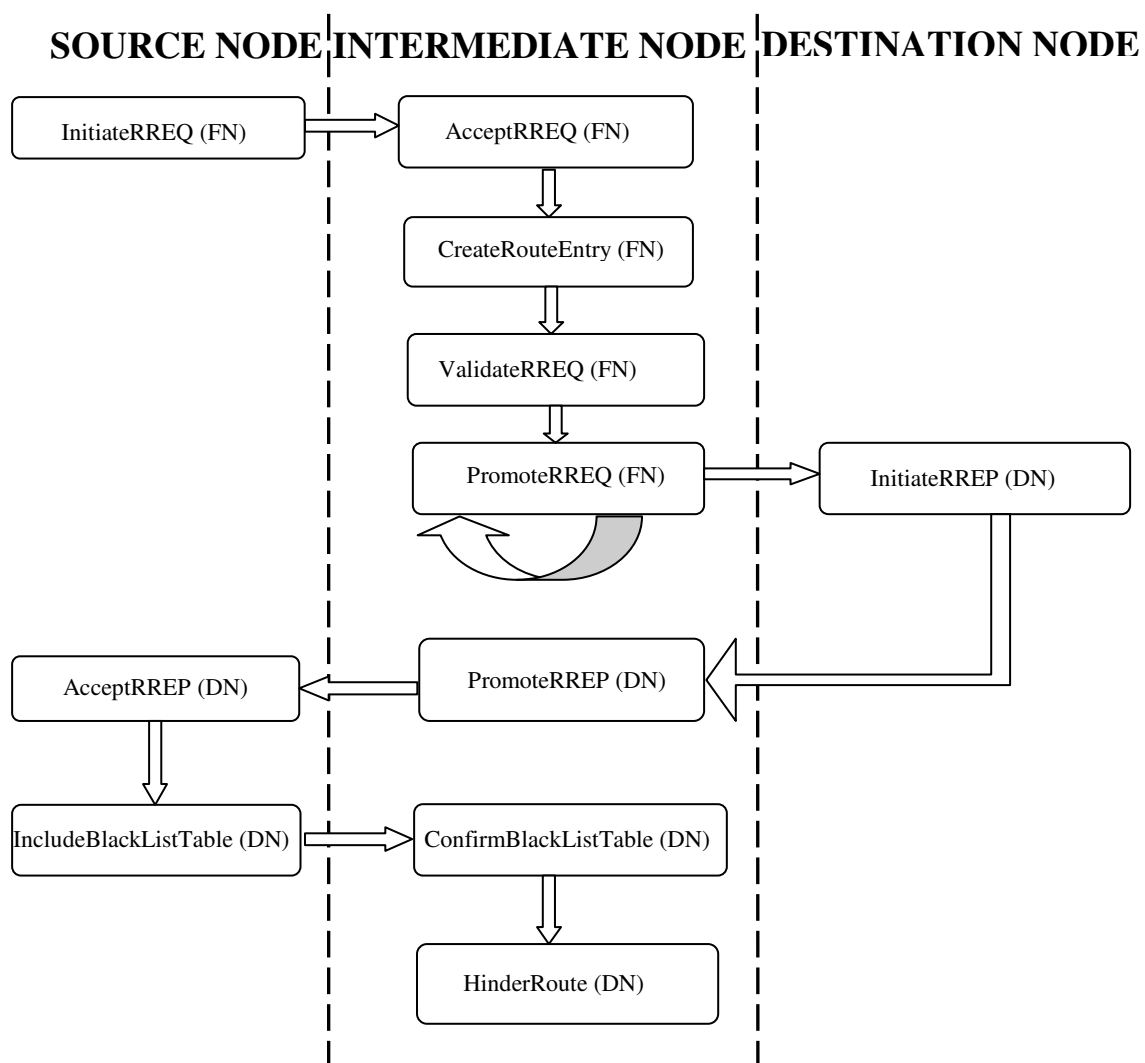 SOURCE NODE INTERMEDIATE NODE DESTINATION NODE
InitiateRREQ (FN)
AcceptRREQ (FN)
CreateRouteEntry (FN)
ValidateRREQ (FN)
PromoteRREQ (FN)
InitiateRREP (DN)
AcceptRREP (DN)
PromoteRREP (DN)
IncludeBlackListTable (DN)
ConfirmBlackListTable (DN)
HinderRoute (DN)